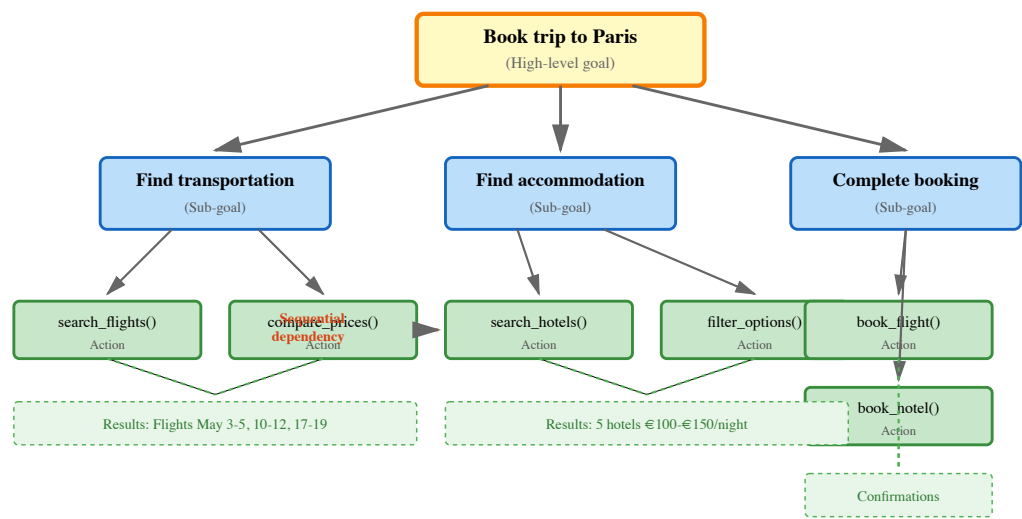 Book trip to Paris
(High-level goal)
Find transportation
(Sub-goal)
Find accommodation
(Sub-goal)
Complete booking
(Sub-goal)
search_flights()
Action
compare_prices()
Action
Sequential
dependency
search_hotels()
Action
filter_options()
Action
book_flight()
Action
book_hotel()
Action
Results: Flights May 3-5, 10-12, 17-19
Results: 5 hotels €100-€150/night
Confirmations